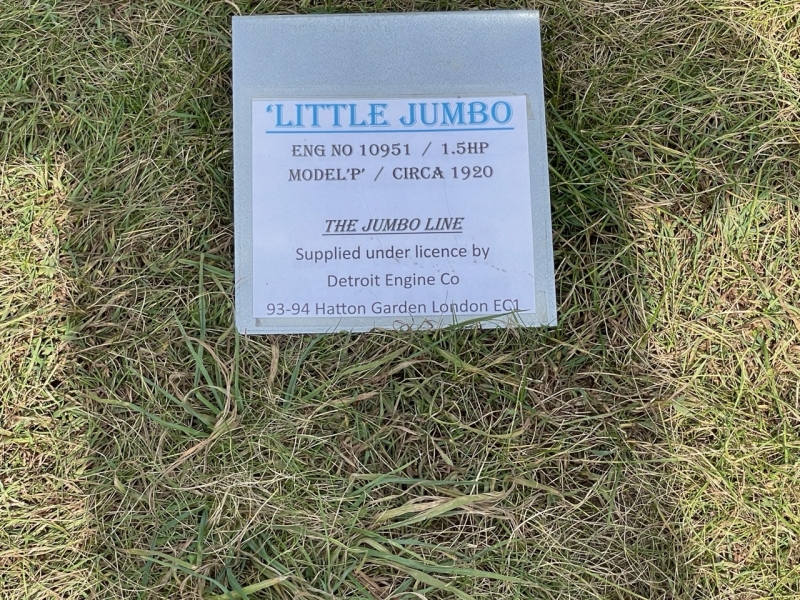 'LITTLE JUMBO
ENG NO 10951 / 1.5HP
MODEL'P' / CIRCA 1920
THE JUMBO LINE
Supplied under licence by
Detroit Engine Co
93-94 Hatton Garden London EC1